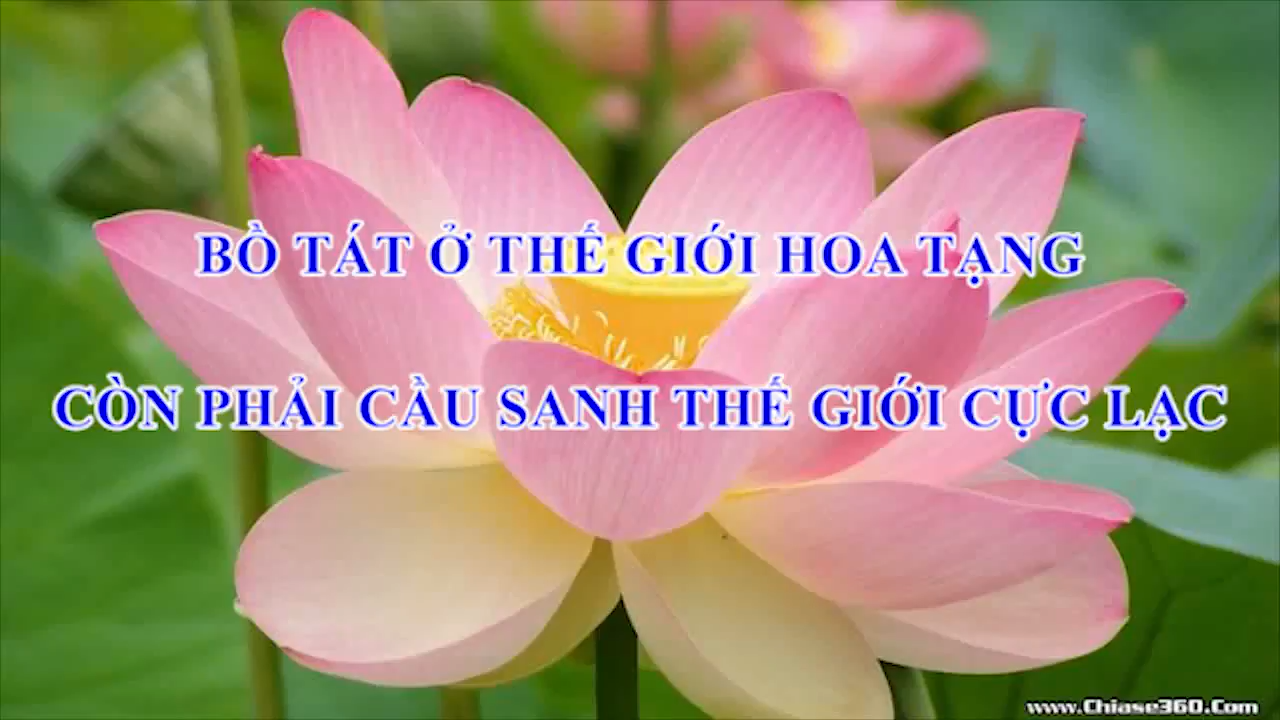 BỒ TÁT Ở THẾ GIỚI HOA TẠNG
CÒN PHẢI CẦU SANH THẾ GIỚI CỰC LẠC
www.Chiase360.Com